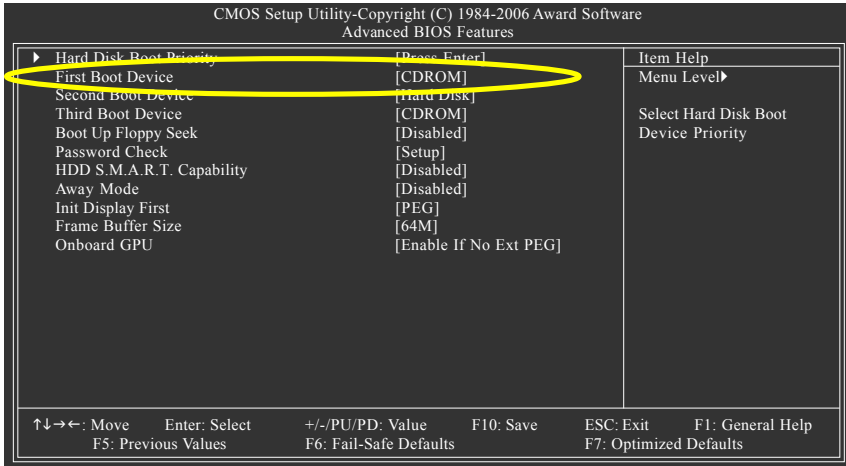 CMOS Setup Utility-Copyright (C) 1984-2006 Award Software
Advanced BIOS Features
Hard Disk Boot Priority [Press Enter]
First Boot Device [CDROM]
Second Boot Device [Hard Disk]
Third Boot Device [CDROM]
Boot Up Floppy Seek [Disabled]
Password Check [Setup]
HDD S.M.A.R.T. Capability [Disabled]
Away Mode [Disabled]
Init Display First [PEG]
Frame Buffer Size [64M]
Onboard GPU [Enable If No Ext PEG]
Item Help
Menu Level
Select Hard Disk Boot
Device Priority
↑↓→←: Move Enter: Select +/-/PU/PD: Value F10: Save ESC: Exit F1: General Help
F5: Previous Values F6: Fail-Safe Defaults F7: Optimized Defaults